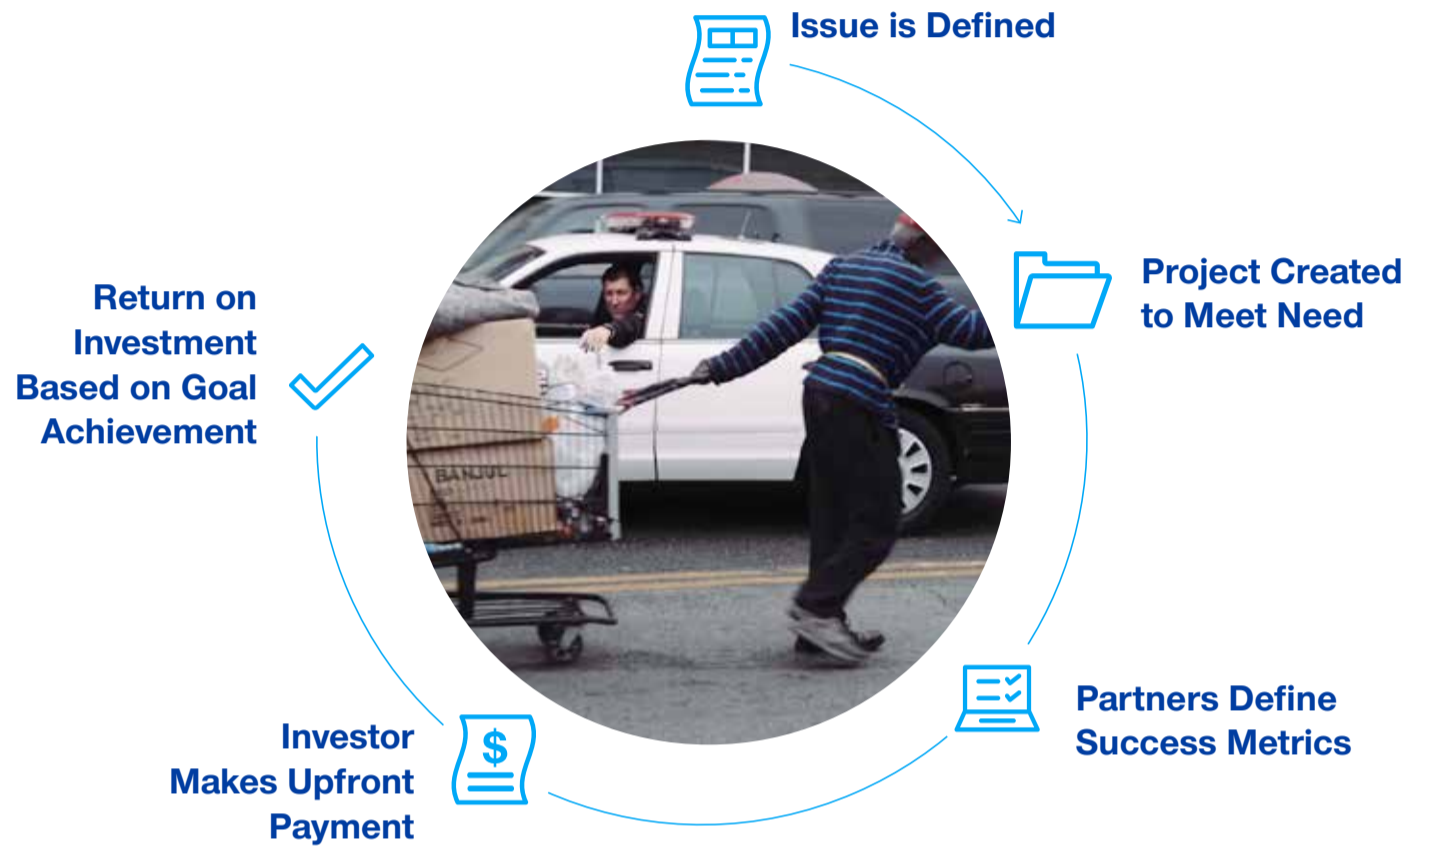 Issue is Defined
Project Created
to Meet Need
Partners Define
Success Metrics
Investor
Makes Upfront
Payment
$
Return on
Investment
Based on Goal
Achievement
BANJUL